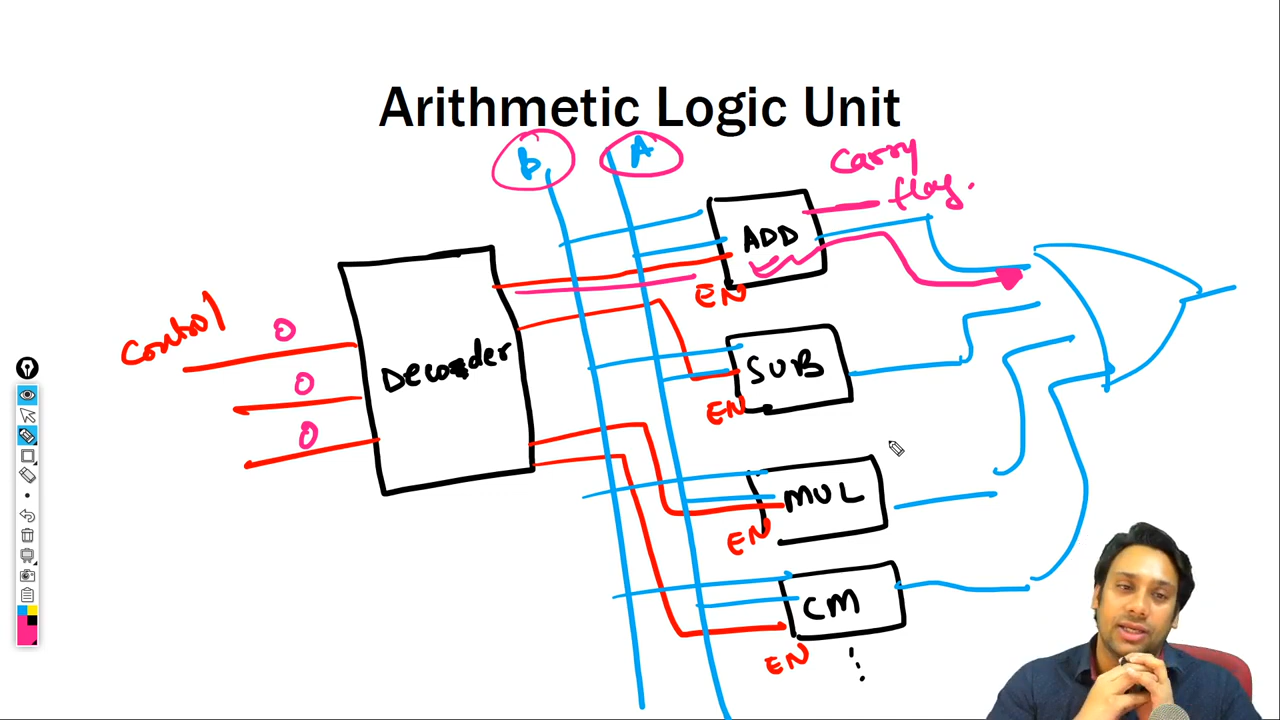 Arithmetic Logic Unit
B
A
carry
flag.
ADD
EN
control
0
0
0
Decoder
SUB
EN
MUL
EN
CM
EN